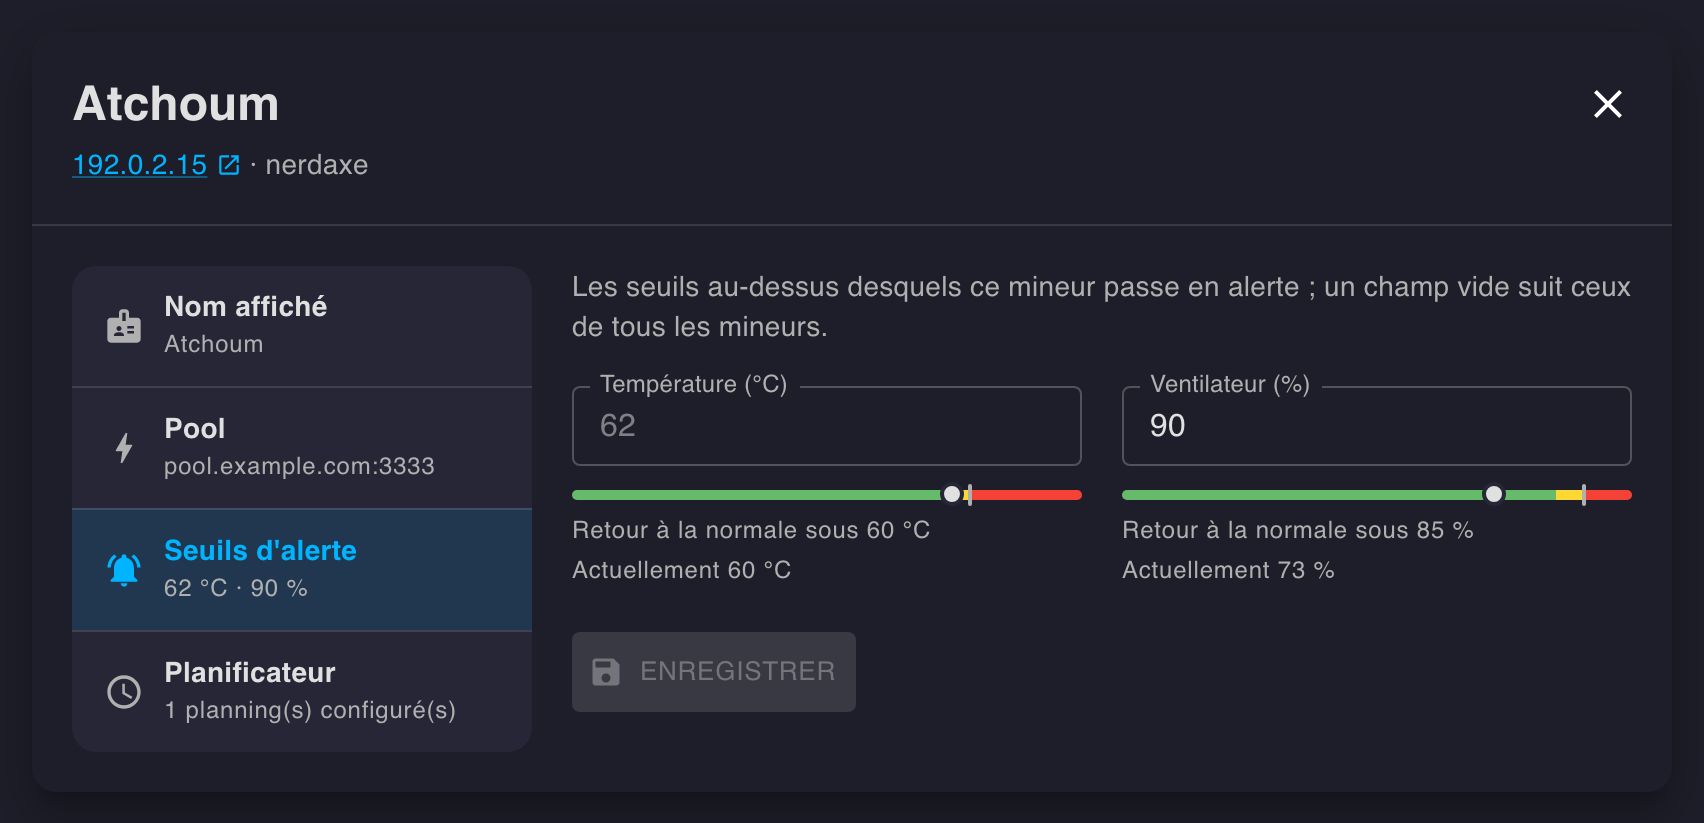 Atchoum
192.0.2.15 · nerdaxe
Nom affiché
Atchoum
Pool
pool.example.com:3333
Seuils d'alerte
62 °C · 90 %
Planificateur
1 planning(s) configuré(s)
Les seuils au-dessus desquels ce mineur passe en alerte ; un champ vide suit ceux
de tous les mineurs.
Température (°C)
62
Retour à la normale sous 60 °C
Actuellement 60 °C
Ventilateur (%)
90
Retour à la normale sous 85 %
Actuellement 73 %
ENREGISTRER